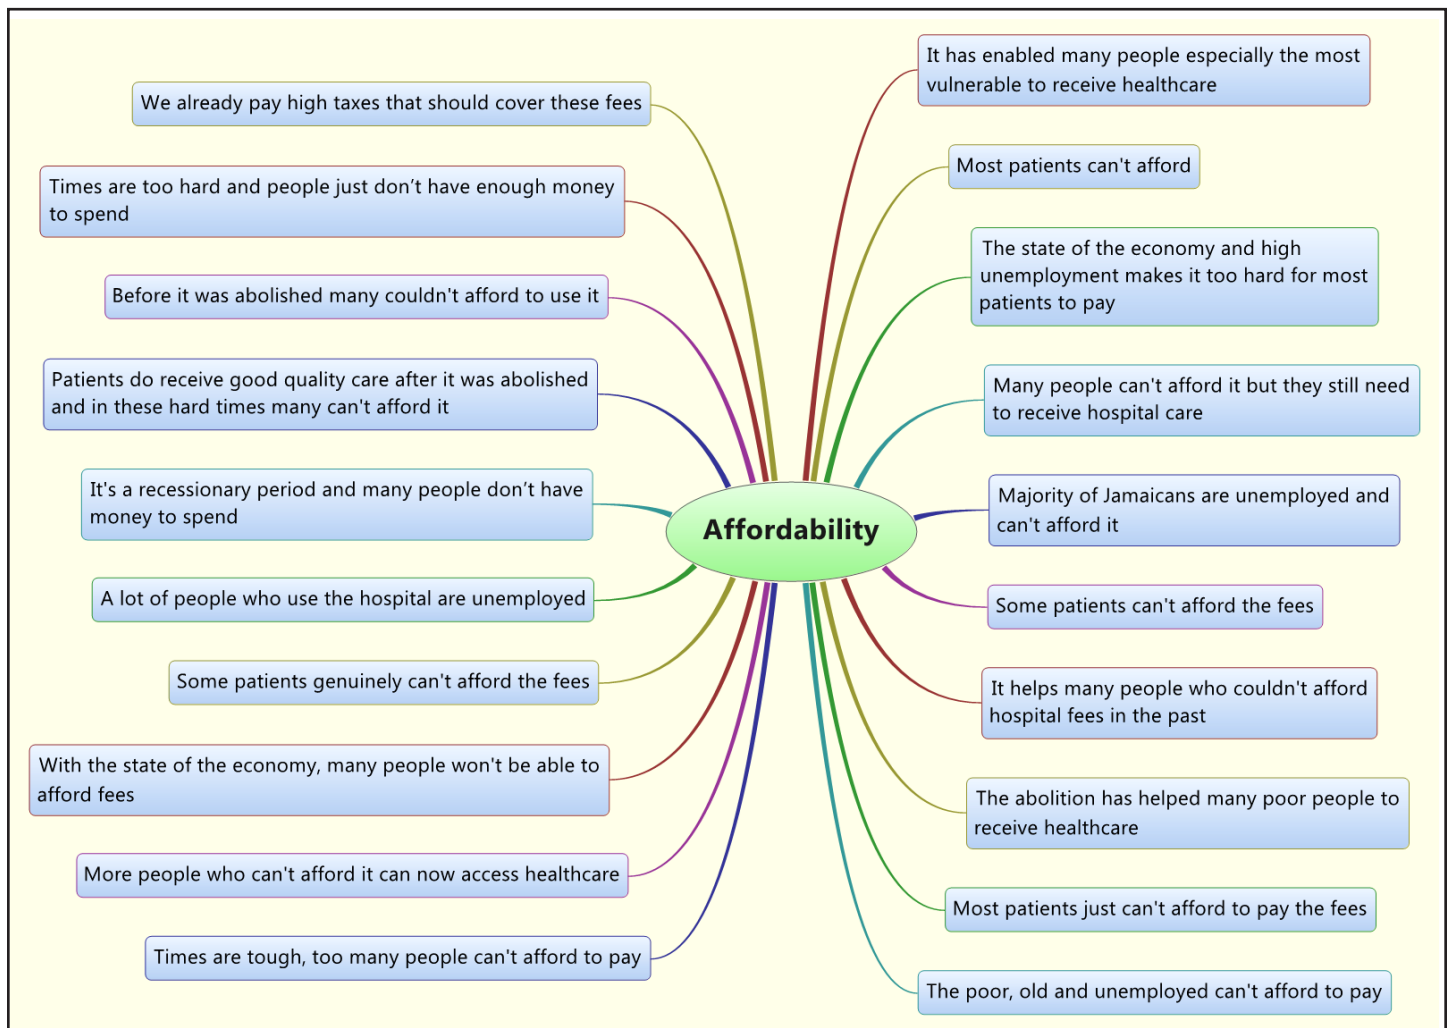 We already pay high taxes that should cover these fees
Times are too hard and people just don’t have enough money
to spend
Before it was abolished many couldn't afford to use it
Patients do receive good quality care after it was abolished
and in these hard times many can't afford it
It's a recessionary period and many people don’t have
money to spend
A lot of people who use the hospital are unemployed
Some patients genuinely can't afford the fees
With the state of the economy, many people won't be able to
afford fees
More people who can't afford it can now access healthcare
Times are tough, too many people can't afford to pay
Affordability
It has enabled many people especially the most
vulnerable to receive healthcare
Most patients can't afford
The state of the economy and high
unemployment makes it too hard for most
patients to pay
Many people can't afford it but they still need
to receive hospital care
Majority of Jamaicans are unemployed and
can't afford it
Some patients can't afford the fees
It helps many people who couldn't afford
hospital fees in the past
The abolition has helped many poor people to
receive healthcare
Most patients just can't afford to pay the fees
The poor, old and unemployed can't afford to pay